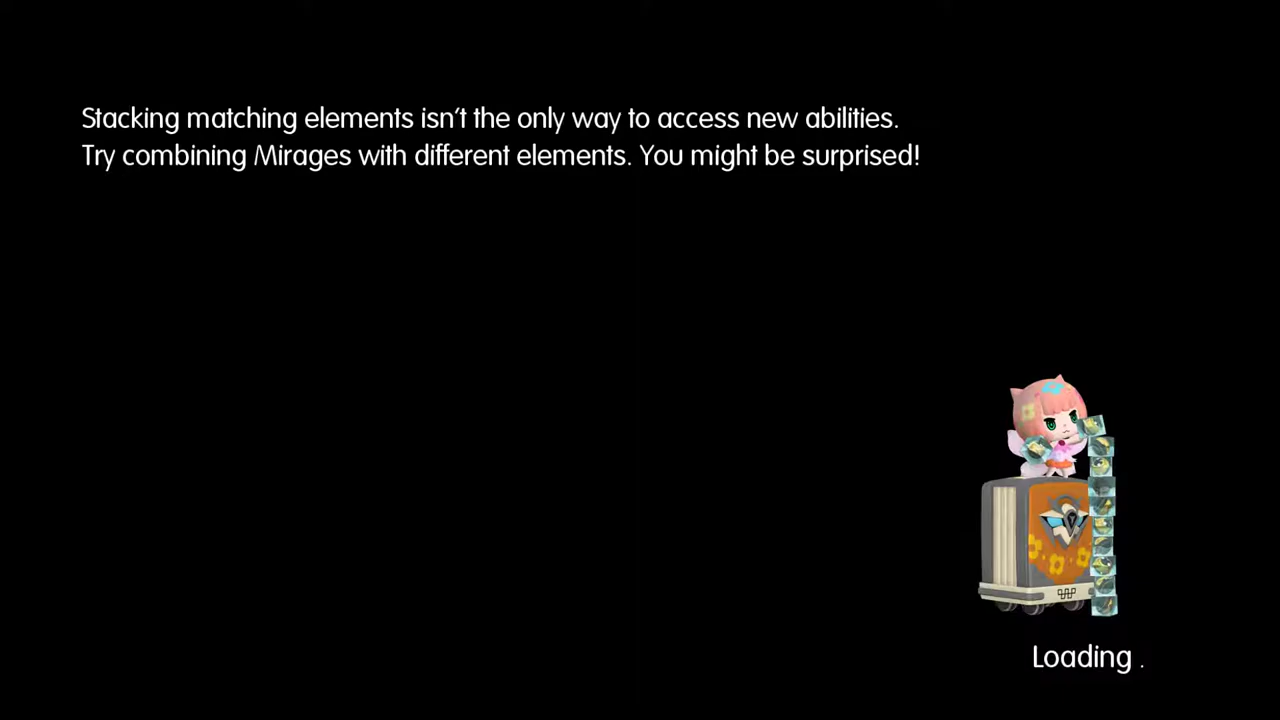 Stacking matching elements isn't the only way to access new abilities.
Try combining Mirages with different elements. You might be surprised!
Loading .